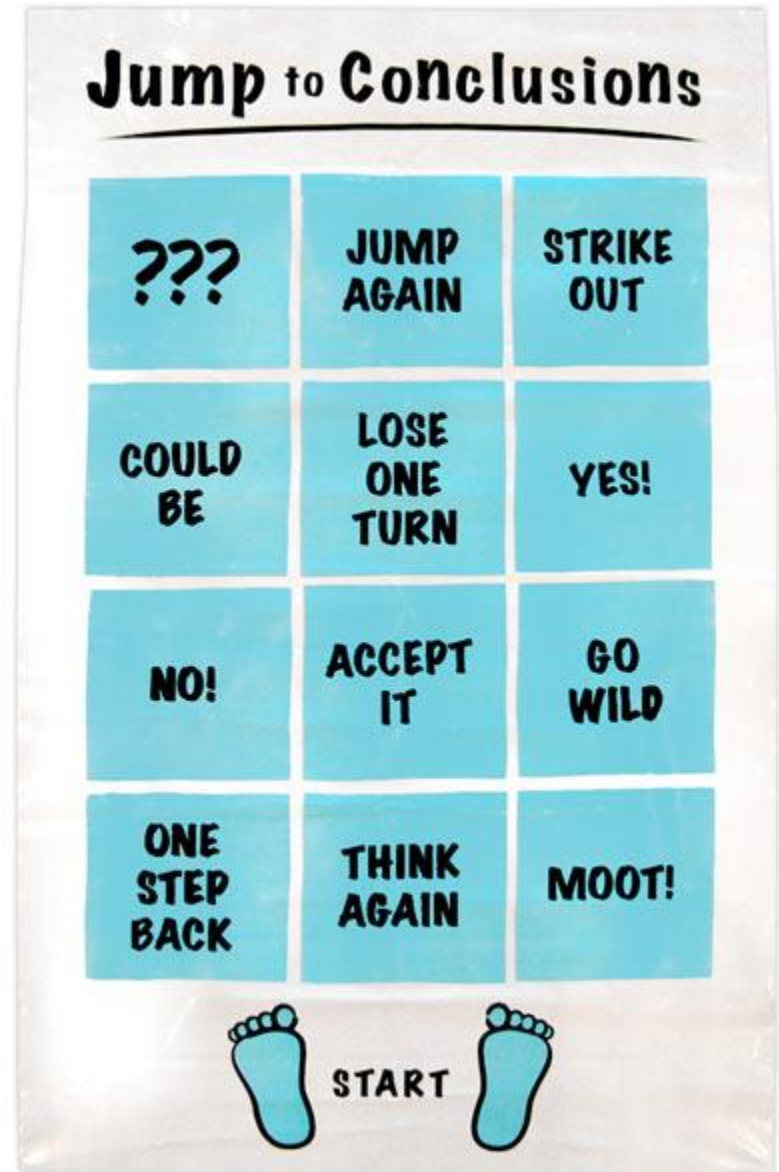 Jump to Conclusions
???
JUMP
AGAIN
STRIKE
OUT
COULD
BE
LOSE
ONE
TURN
YES!
NO!
ACCEPT
IT
GO
WILD
ONE
STEP
BACK
THINK
AGAIN
MOOT!
START